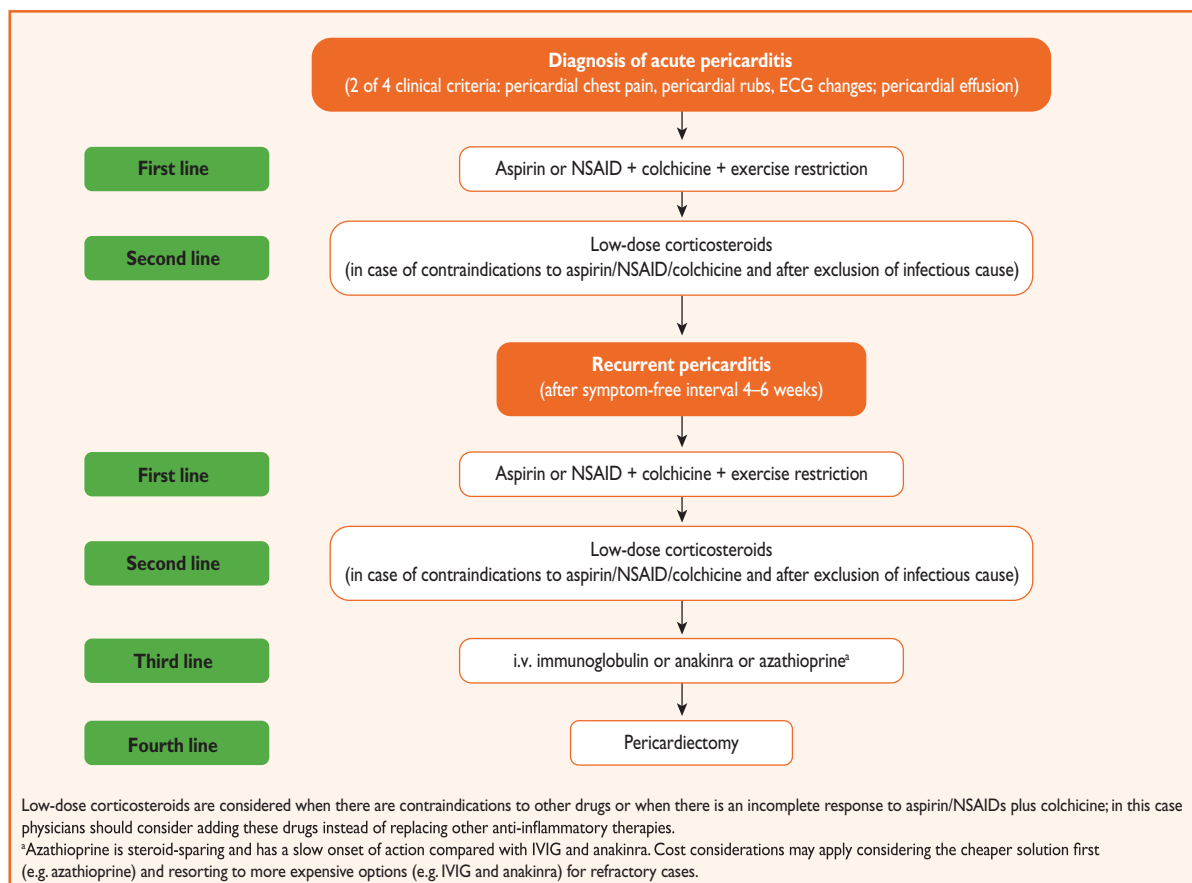 Diagnosis of acute pericarditis
(2 of 4 clinical criteria: pericardial chest pain, pericardial rubs, ECG changes; pericardial effusion)
First line
Aspirin or NSAID + colchicine + exercise restriction
Second line
Low-dose corticosteroids
(in case of contraindications to aspirin/NSAID/colchicine and after exclusion of infectious cause)
Recurrent pericarditis
(after symptom-free interval 4–6 weeks)
First line
Aspirin or NSAID + colchicine + exercise restriction
Second line
Low-dose corticosteroids
(in case of contraindications to aspirin/NSAID/colchicine and after exclusion of infectious cause)
Third line
i.v. immunoglobulin or anakinra or azathioprineᵃ
Fourth line
Pericardiectomy
Low-dose corticosteroids are considered when there are contraindications to other drugs or when there is an incomplete response to aspirin/NSAIDs plus colchicine; in this case
physicians should consider adding these drugs instead of replacing other anti-inflammatory therapies.
ᵃAzathioprine is steroid-sparing and has a slow onset of action compared with IVIG and anakinra. Cost considerations may apply considering the cheaper solution first
(e.g. azathioprine) and resorting to more expensive options (e.g. IVIG and anakinra) for refractory cases.